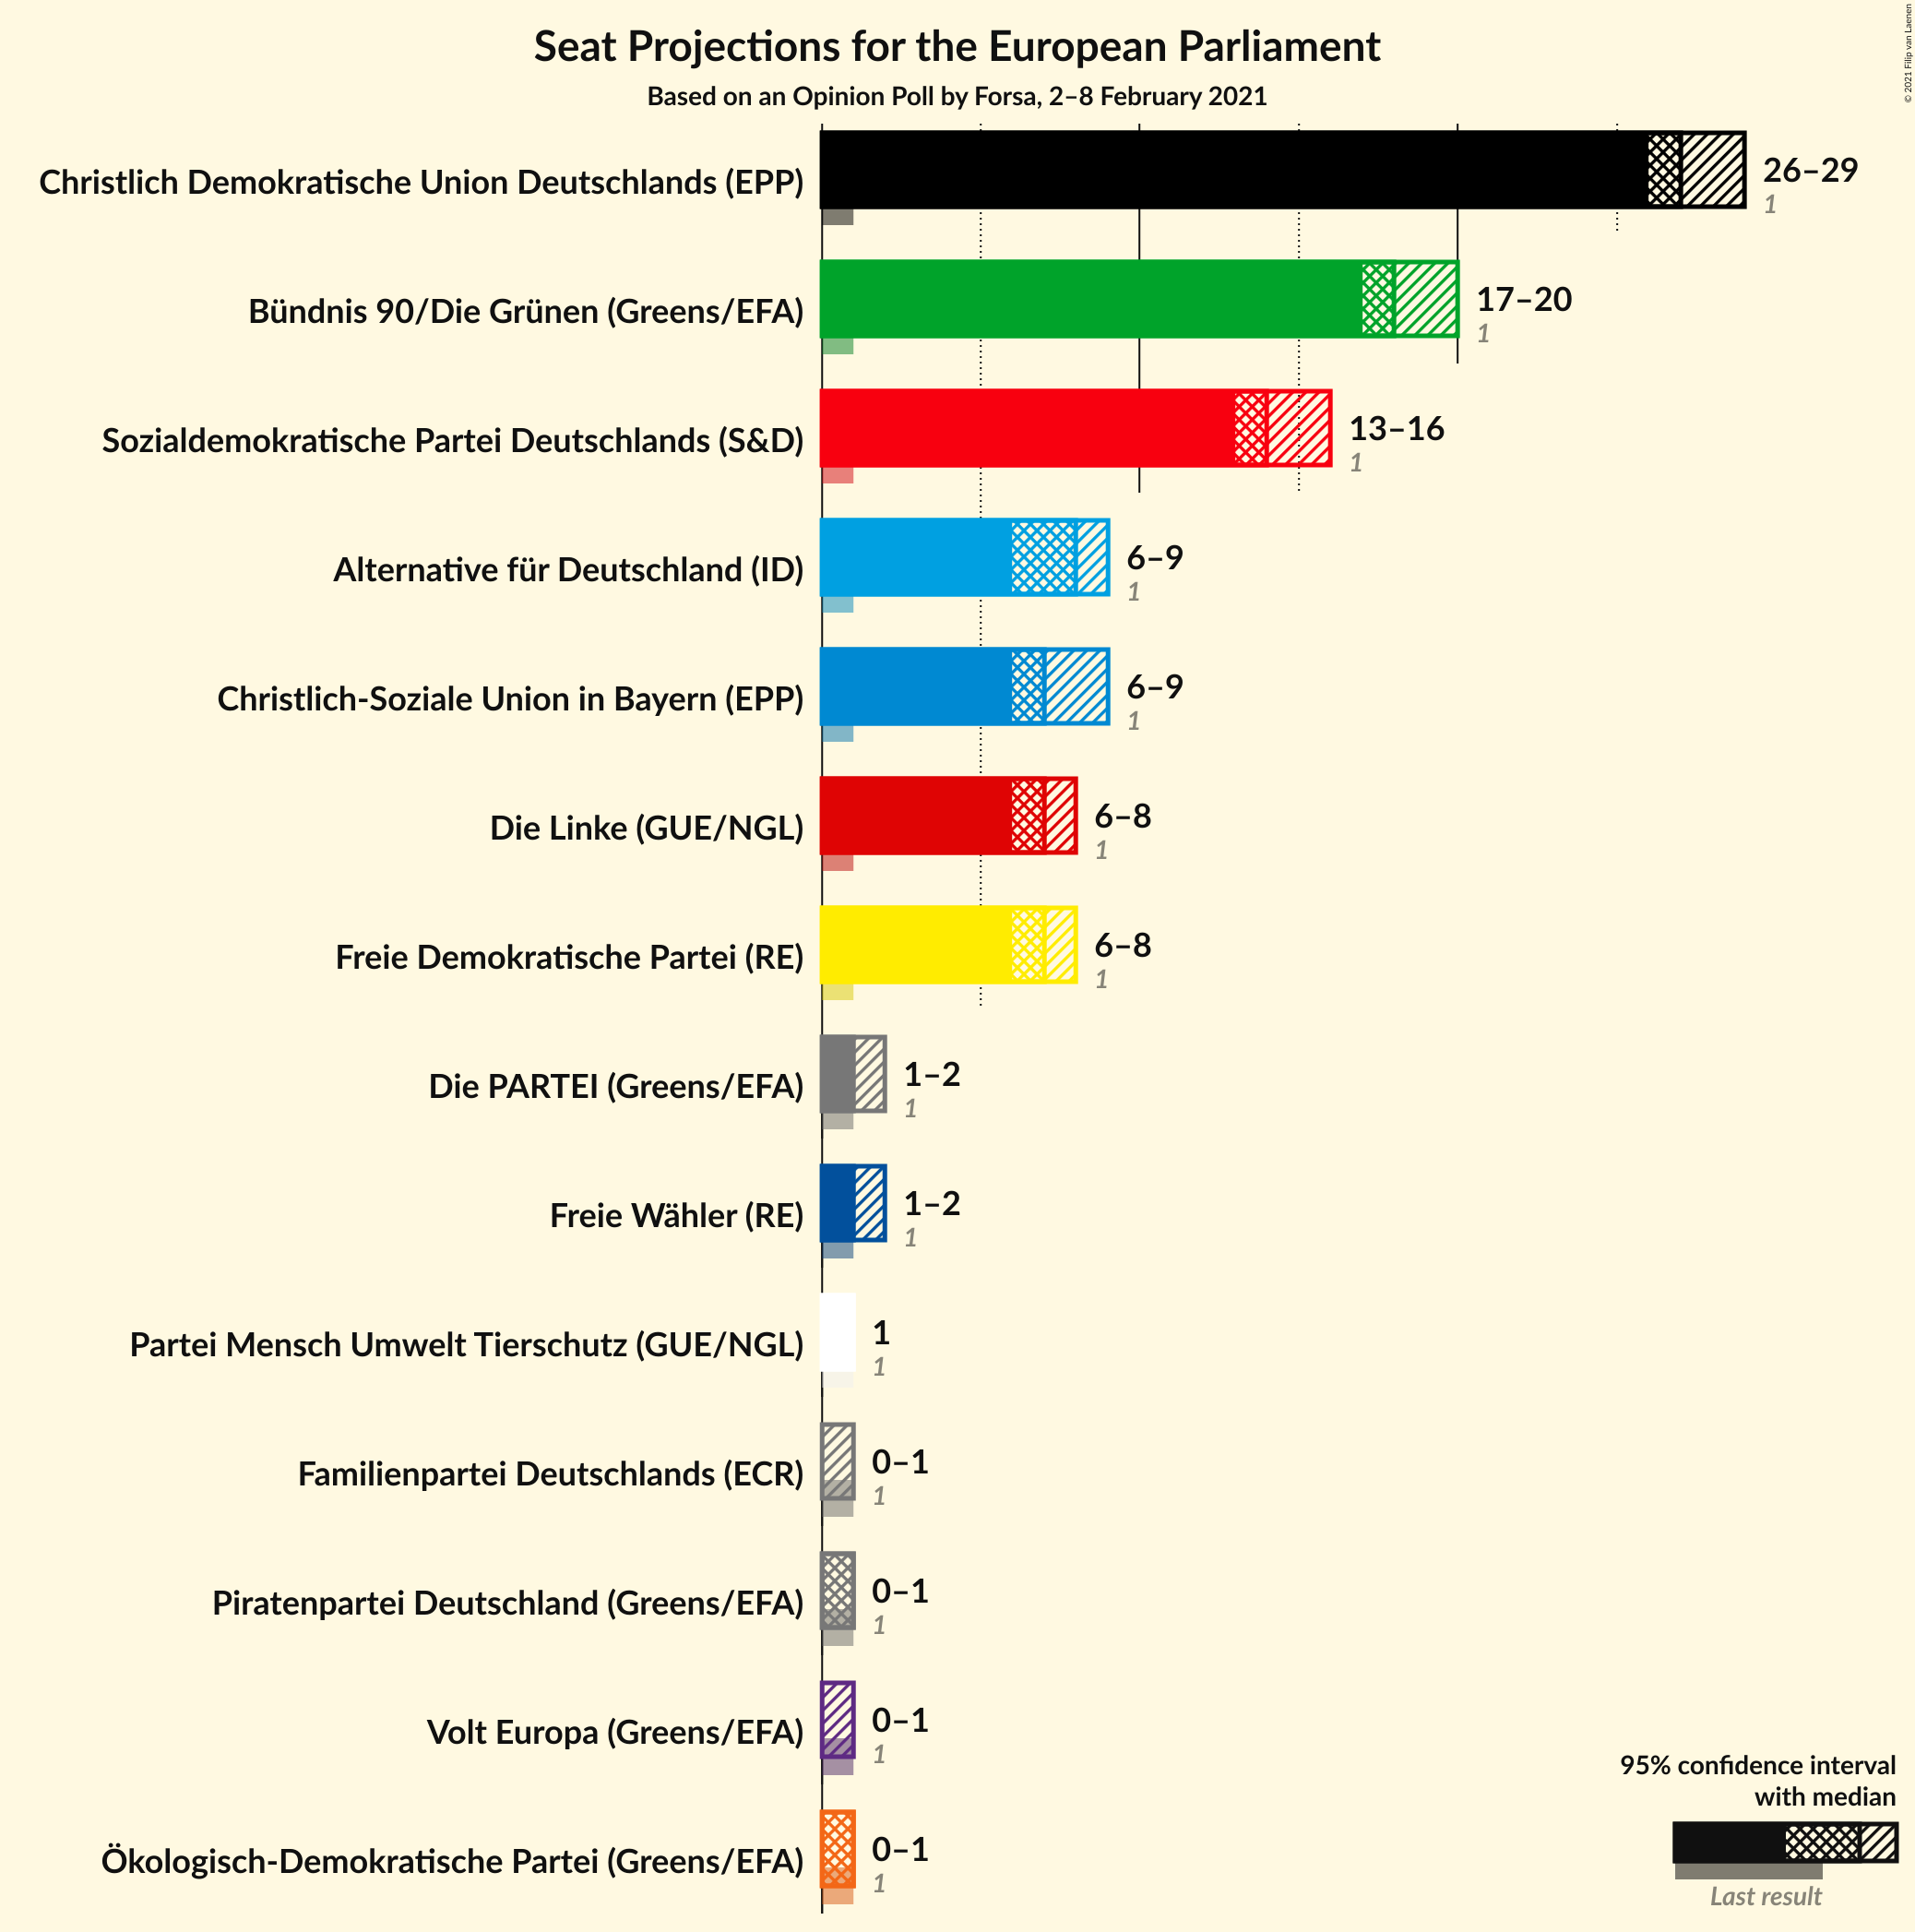 Seat Projections for the European Parliament
Based on an Opinion Poll by Forsa, 2–8 February 2021
© 2021 Filip van Laenen
Christlich Demokratische Union Deutschlands (EPP)
26–29
1
Bündnis 90/Die Grünen (Greens/EFA)
17–20
1
Sozialdemokratische Partei Deutschlands (S&D)
13–16
1
Alternative für Deutschland (ID)
6–9
1
Christlich-Soziale Union in Bayern (EPP)
6–9
1
Die Linke (GUE/NGL)
6–8
1
Freie Demokratische Partei (RE)
6–8
1
Die PARTEI (Greens/EFA)
1–2
1
Freie Wähler (RE)
1–2
1
Partei Mensch Umwelt Tierschutz (GUE/NGL)
1
1
Familienpartei Deutschlands (ECR)
0–1
1
Piratenpartei Deutschland (Greens/EFA)
0–1
1
Volt Europa (Greens/EFA)
0–1
1
Ökologisch-Demokratische Partei (Greens/EFA)
0–1
1
95% confidence interval
with median
Last result